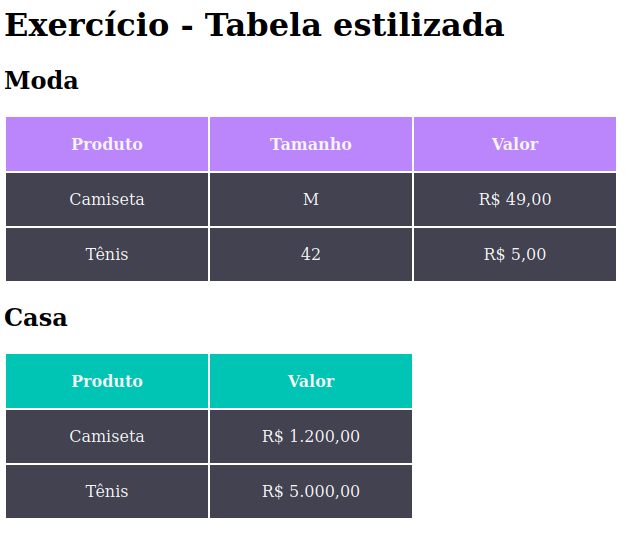 Exercício - Tabela estilizada
Moda
Produto Tamanho Valor
Camiseta M R$ 49,00
Tênis 42 R$ 5,00
Casa
Produto Valor
Camiseta R$ 1.200,00
Tênis R$ 5.000,00